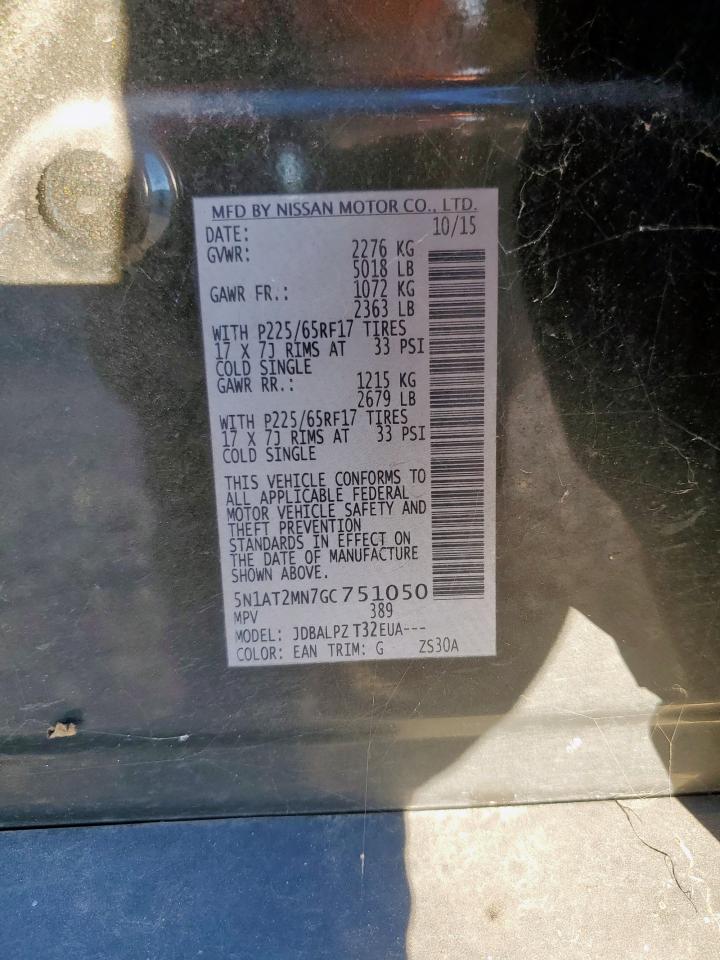 MFD BY NISSAN MOTOR CO., LTD.
DATE: 10/15
GVWR: 2276 KG
5018 LB
GAWR FR.: 1072 KG
2363 LB
WITH P225/65RF17 TIRES
17 X 7J RIMS AT 33 PSI
COLD SINGLE
GAWR RR.: 1215 KG
2679 LB
WITH P225/65RF17 TIRES
17 X 7J RIMS AT 33 PSI
COLD SINGLE
THIS VEHICLE CONFORMS TO
ALL APPLICABLE FEDERAL
MOTOR VEHICLE SAFETY AND
THEFT PREVENTION
STANDARDS IN EFFECT ON
THE DATE OF MANUFACTURE
SHOWN ABOVE.
5N1AT2MN7GC751050
MPV 389
MODEL: JDBALPZ T32EUA---
COLOR: EAN TRIM: G ZS30A